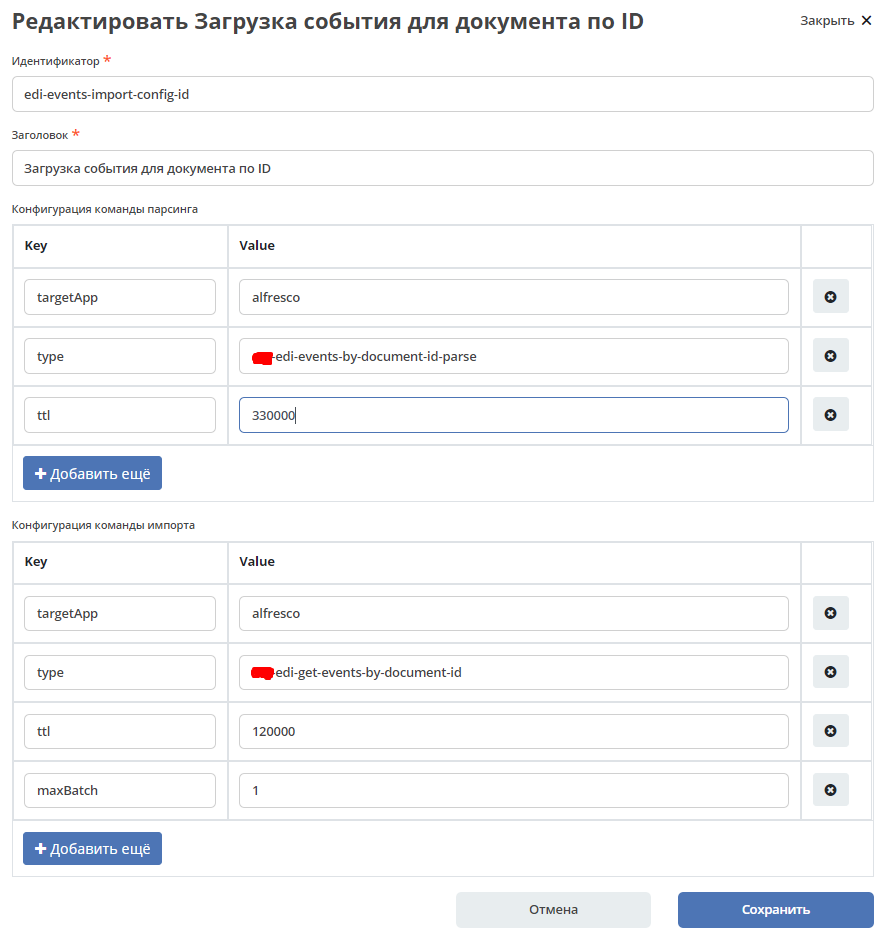 Редактировать Загрузка события для документа по ID
Закрыть ×
Идентификатор *
edi-events-import-config-id
Заголовок *
Загрузка события для документа по ID
Конфигурация команды парсинга
Key Value
targetApp alfresco
type -edi-events-by-document-id-parse
ttl 330000
+ Добавить ещё
Конфигурация команды импорта
Key Value
targetApp alfresco
type -edi-get-events-by-document-id
ttl 120000
maxBatch 1
+ Добавить ещё
Отмена Сохранить